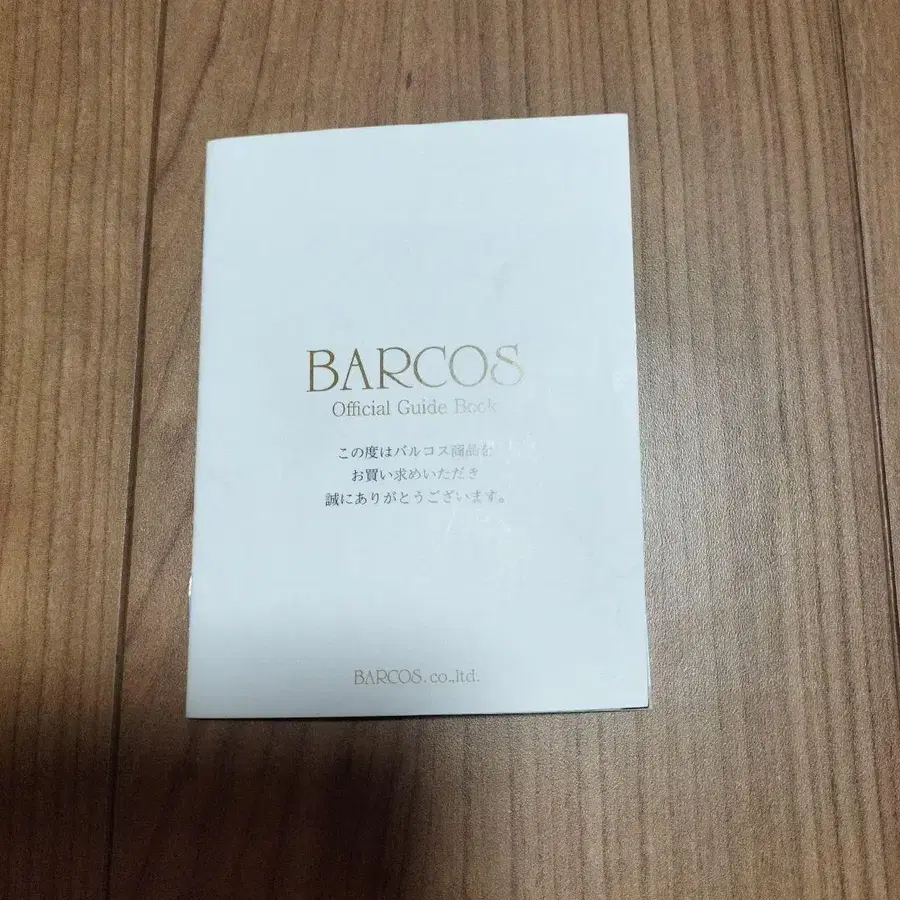 BARCOS
Official Guide Book
この度はバルコス商品を
お買い求めいただき
誠にありがとうございます。
BARCOS. co.,ltd.